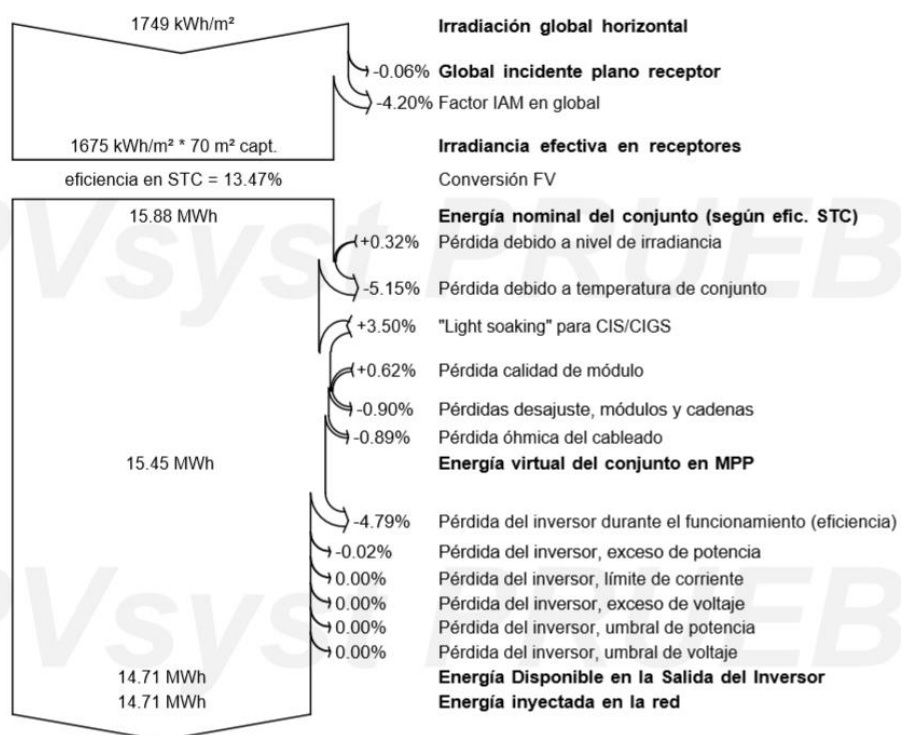 1749 kWh/m² Irradiación global horizontal
-0.06% Global incidente plano receptor
-4.20% Factor IAM en global
1675 kWh/m² * 70 m² capt. Irradiancia efectiva en receptores
eficiencia en STC = 13.47% Conversión FV
15.88 MWh Energía nominal del conjunto (según efic. STC)
+0.32% Pérdida debido a nivel de irradiancia
PVsyst PRUEB
-5.15% Pérdida debido a temperatura de conjunto
+3.50% "Light soaking" para CIS/CIGS
+0.62% Pérdida calidad de módulo
-0.90% Pérdidas desajuste, módulos y cadenas
-0.89% Pérdida óhmica del cableado
15.45 MWh Energía virtual del conjunto en MPP
-4.79% Pérdida del inversor durante el funcionamiento (eficiencia)
-0.02% Pérdida del inversor, exceso de potencia
0.00% Pérdida del inversor, límite de corriente
0.00% Pérdida del inversor, exceso de voltaje
PVsyst PRUEB
0.00% Pérdida del inversor, umbral de potencia
0.00% Pérdida del inversor, umbral de voltaje
14.71 MWh Energía Disponible en la Salida del Inversor
14.71 MWh Energía inyectada en la red